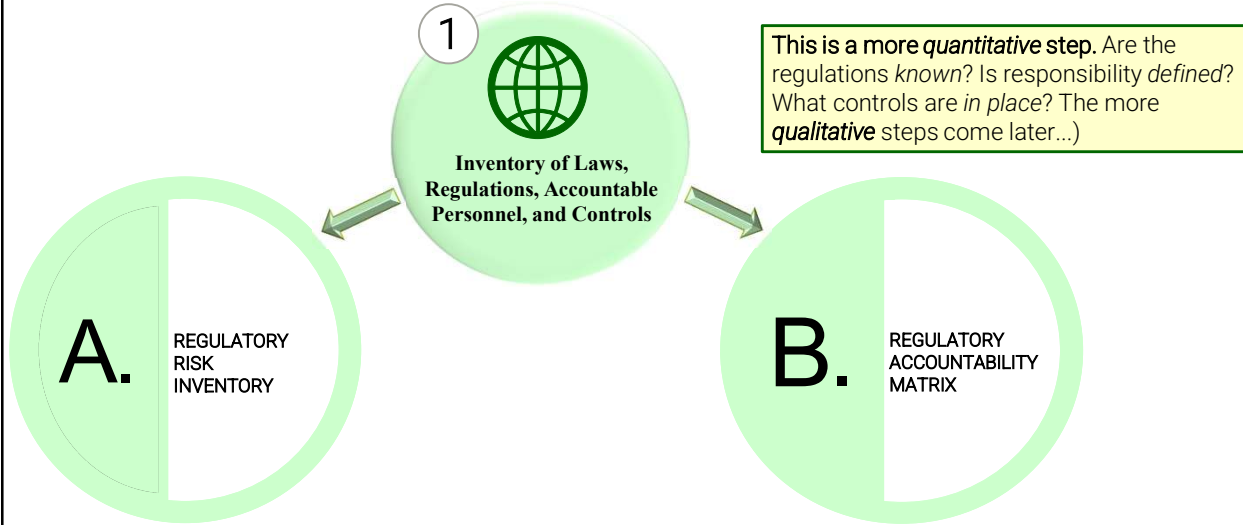 1
Inventory of Laws,
Regulations, Accountable
Personnel, and Controls
This is a more quantitative step. Are the
regulations known? Is responsibility defined?
What controls are in place? The more
qualitative steps come later...)
A.
REGULATORY
RISK
INVENTORY
B.
REGULATORY
ACCOUNTABILITY
MATRIX